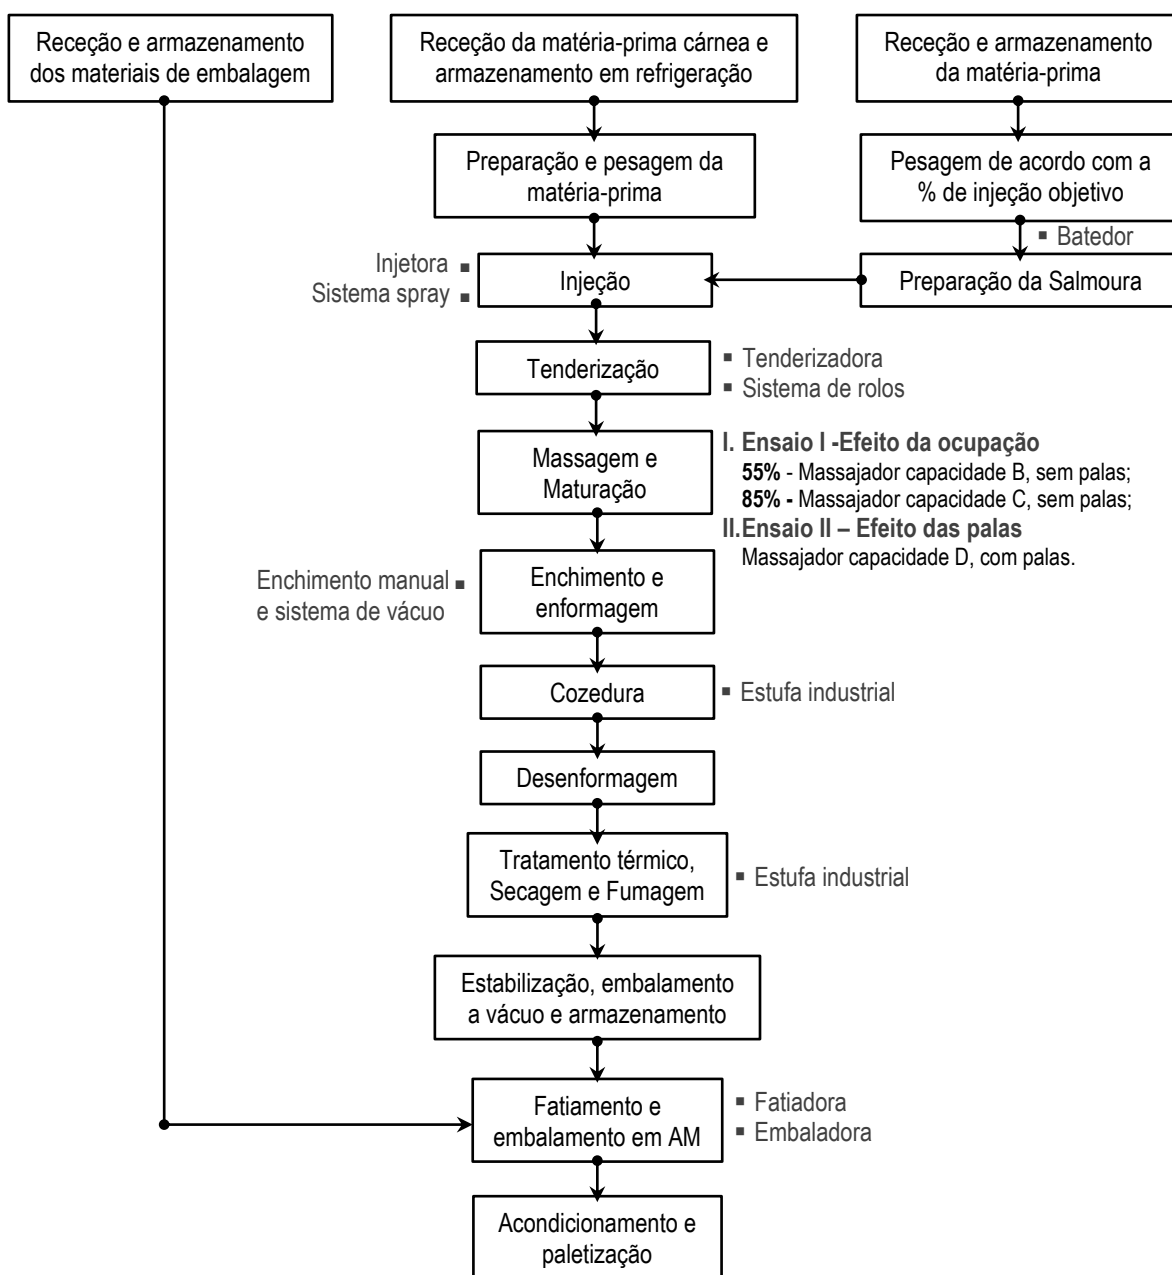 Receção e armazenamento
dos materiais de embalagem
Receção da matéria-prima cárnea e
armazenamento em refrigeração
Receção e armazenamento
da matéria-prima
Preparação e pesagem da
matéria-prima
Pesagem de acordo com a
% de injeção objetivo
▪ Batedor
Injetora ▪
Sistema spray ▪
Injeção
Preparação da Salmoura
Tenderização
▪ Tenderizadora
▪ Sistema de rolos
Massagem e
Maturação
I. Ensaio I -Efeito da ocupação
55% - Massajador capacidade B, sem palas;
85% - Massajador capacidade C, sem palas;
II.Ensaio II – Efeito das palas
Massajador capacidade D, com palas.
Enchimento manual ▪
e sistema de vácuo
Enchimento e
enformagem
Cozedura
▪ Estufa industrial
Desenformagem
Tratamento térmico,
Secagem e Fumagem
▪ Estufa industrial
Estabilização, embalamento
a vácuo e armazenamento
Fatiamento e
embalamento em AM
▪ Fatiadora
▪ Embaladora
Acondicionamento e
paletização